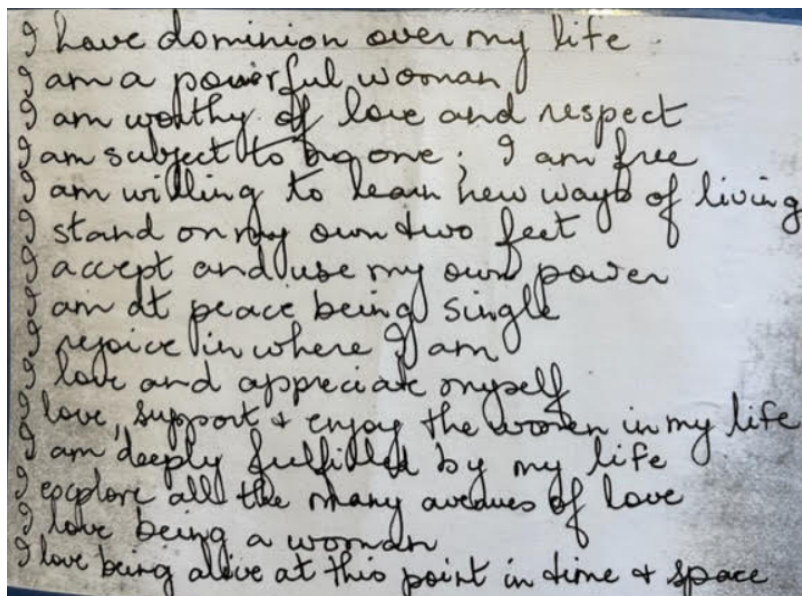 I have dominion over my life.
I am a powerful woman
I am worthy of love and respect
I am subject to no one; I am free
I am willing to learn new ways of living
I stand on my own two feet
I accept and use my own power
I am at peace being single
I rejoice in where I am
I love and appreciate myself
I love, support + enjoy the women in my life
I am deeply fulfilled by my life
I explore all the many avenues of love
I love being a woman
I love being alive at this point in time + space